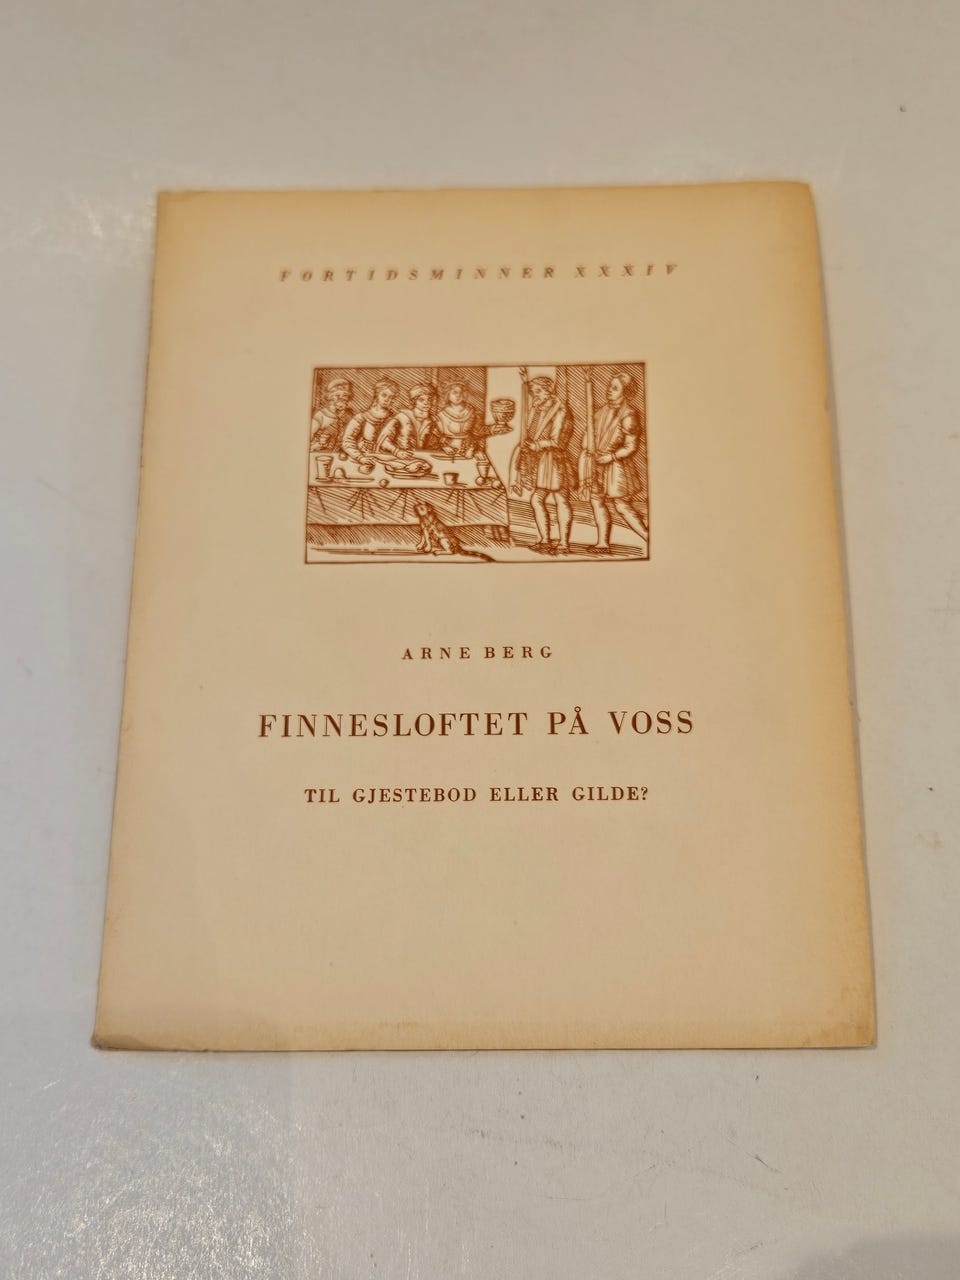 FORTIDSMINNER XXXIV
ARNE BERG
FINNESLOFTET PÅ VOSS
TIL GJESTEBOD ELLER GILDE?